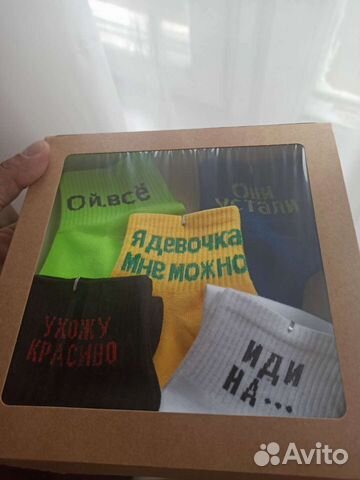 Ой, всё
Они
устали
Я девочка
Мне можно
УХОЖУ
КРАСИВО
ИДИ
НА...
Avito